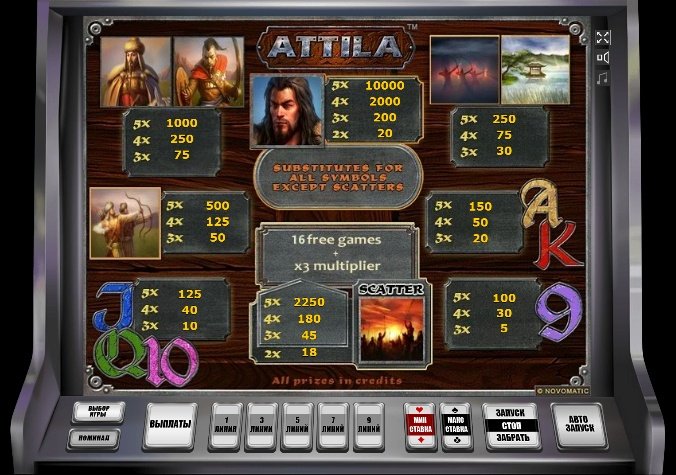 ATTILA™
5x 1000
4x 250
3x 75
5x 10000
4x 2000
3x 200
2x 20
5x 250
4x 75
3x 30
SUBSTITUTES FOR
ALL SYMBOLS
EXCEPT SCATTERS
5x 500
4x 125
3x 50
5x 150
4x 50
3x 20
A
K
16 free games
+
x3 multiplier
J
Q
10
5x 125
4x 40
3x 10
5x 2250
4x 180
3x 45
2x 18
SCATTER
5x 100
4x 30
3x 5
9
All prizes in credits
© NOVOMATIC
ВЫБОР
ИГРЫ
НОМИНАЛ
ВЫПЛАТЫ
1
ЛИНИЯ
3
ЛИНИИ
5
ЛИНИЙ
7
ЛИНИЙ
9
ЛИНИЙ
МИН
СТАВКА
МАКС
СТАВКА
ЗАПУСК
СТОП
ЗАБРАТЬ
АВТО
ЗАПУСК